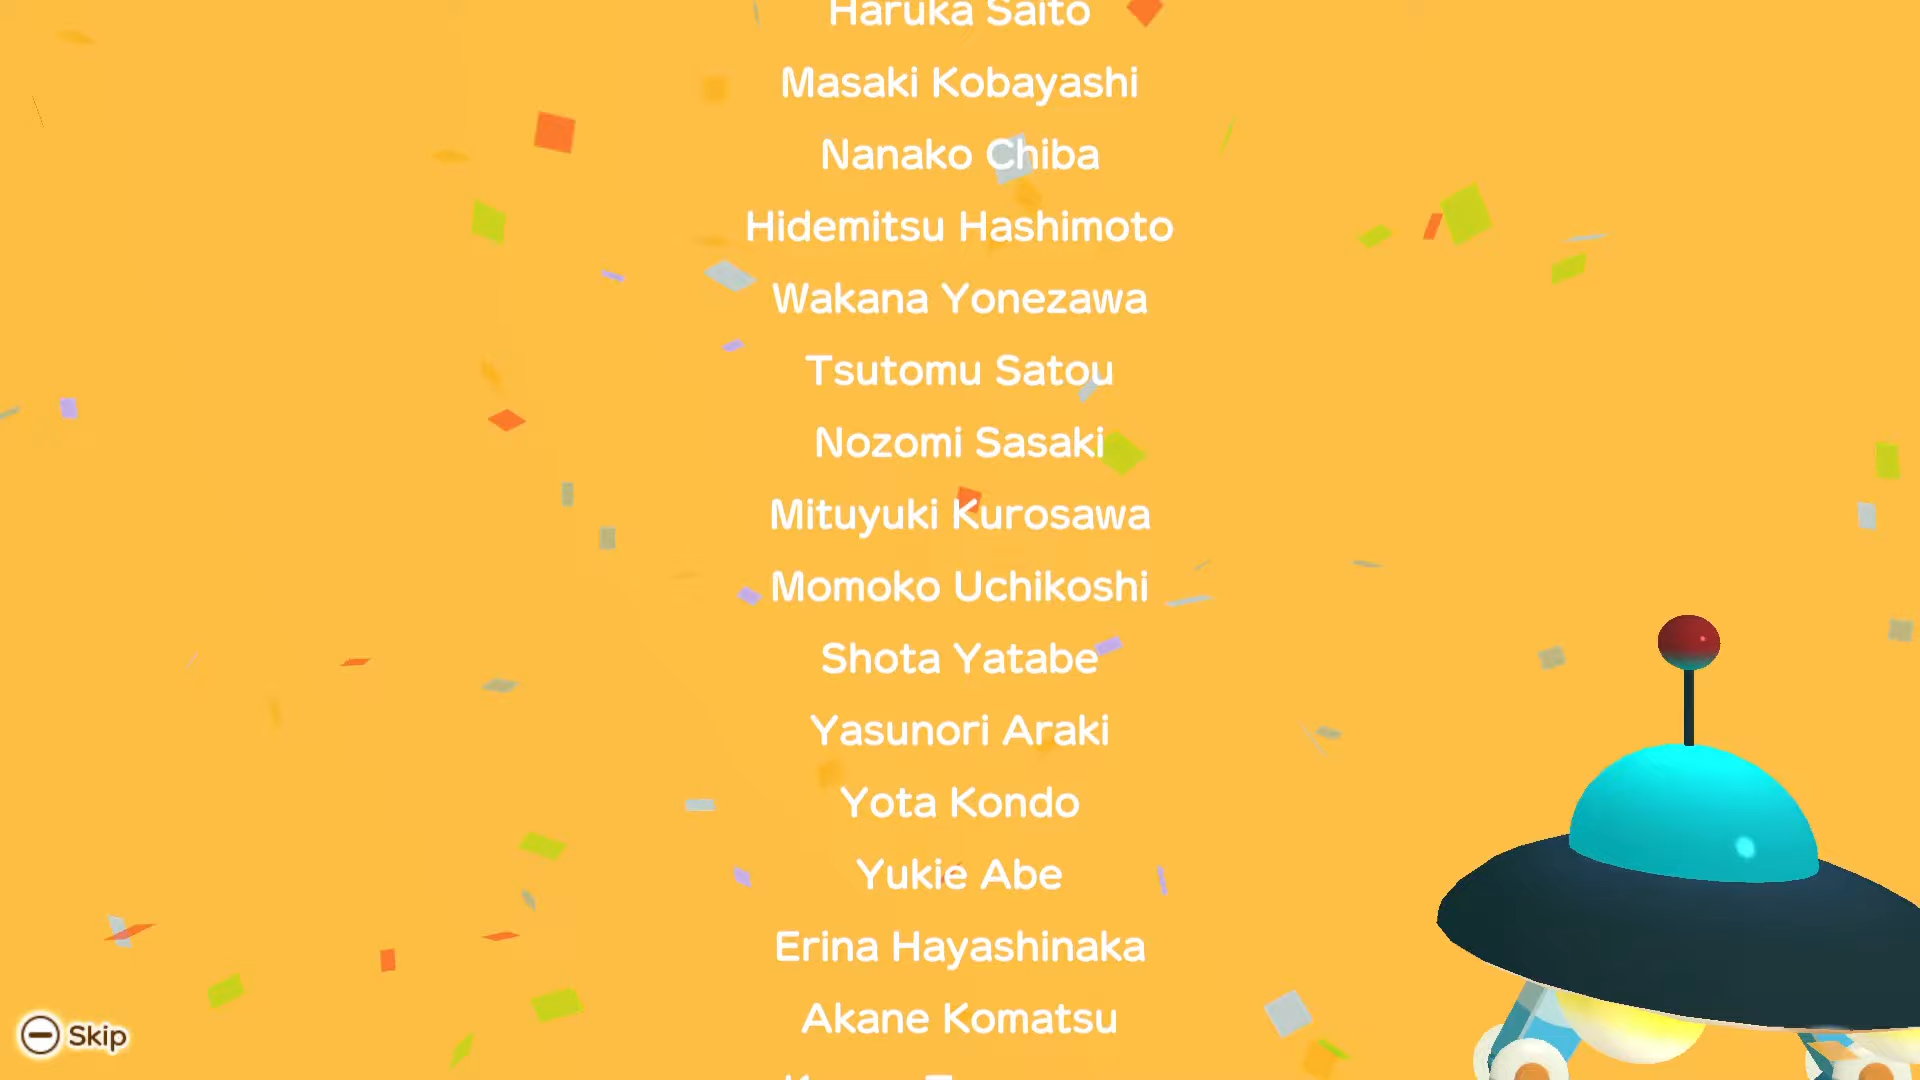 Haruka Saito
Masaki Kobayashi
Nanako Chiba
Hidemitsu Hashimoto
Wakana Yonezawa
Tsutomu Satou
Nozomi Sasaki
Mituyuki Kurosawa
Momoko Uchikoshi
Shota Yatabe
Yasunori Araki
Yota Kondo
Yukie Abe
Erina Hayashinaka
Akane Komatsu
Skip